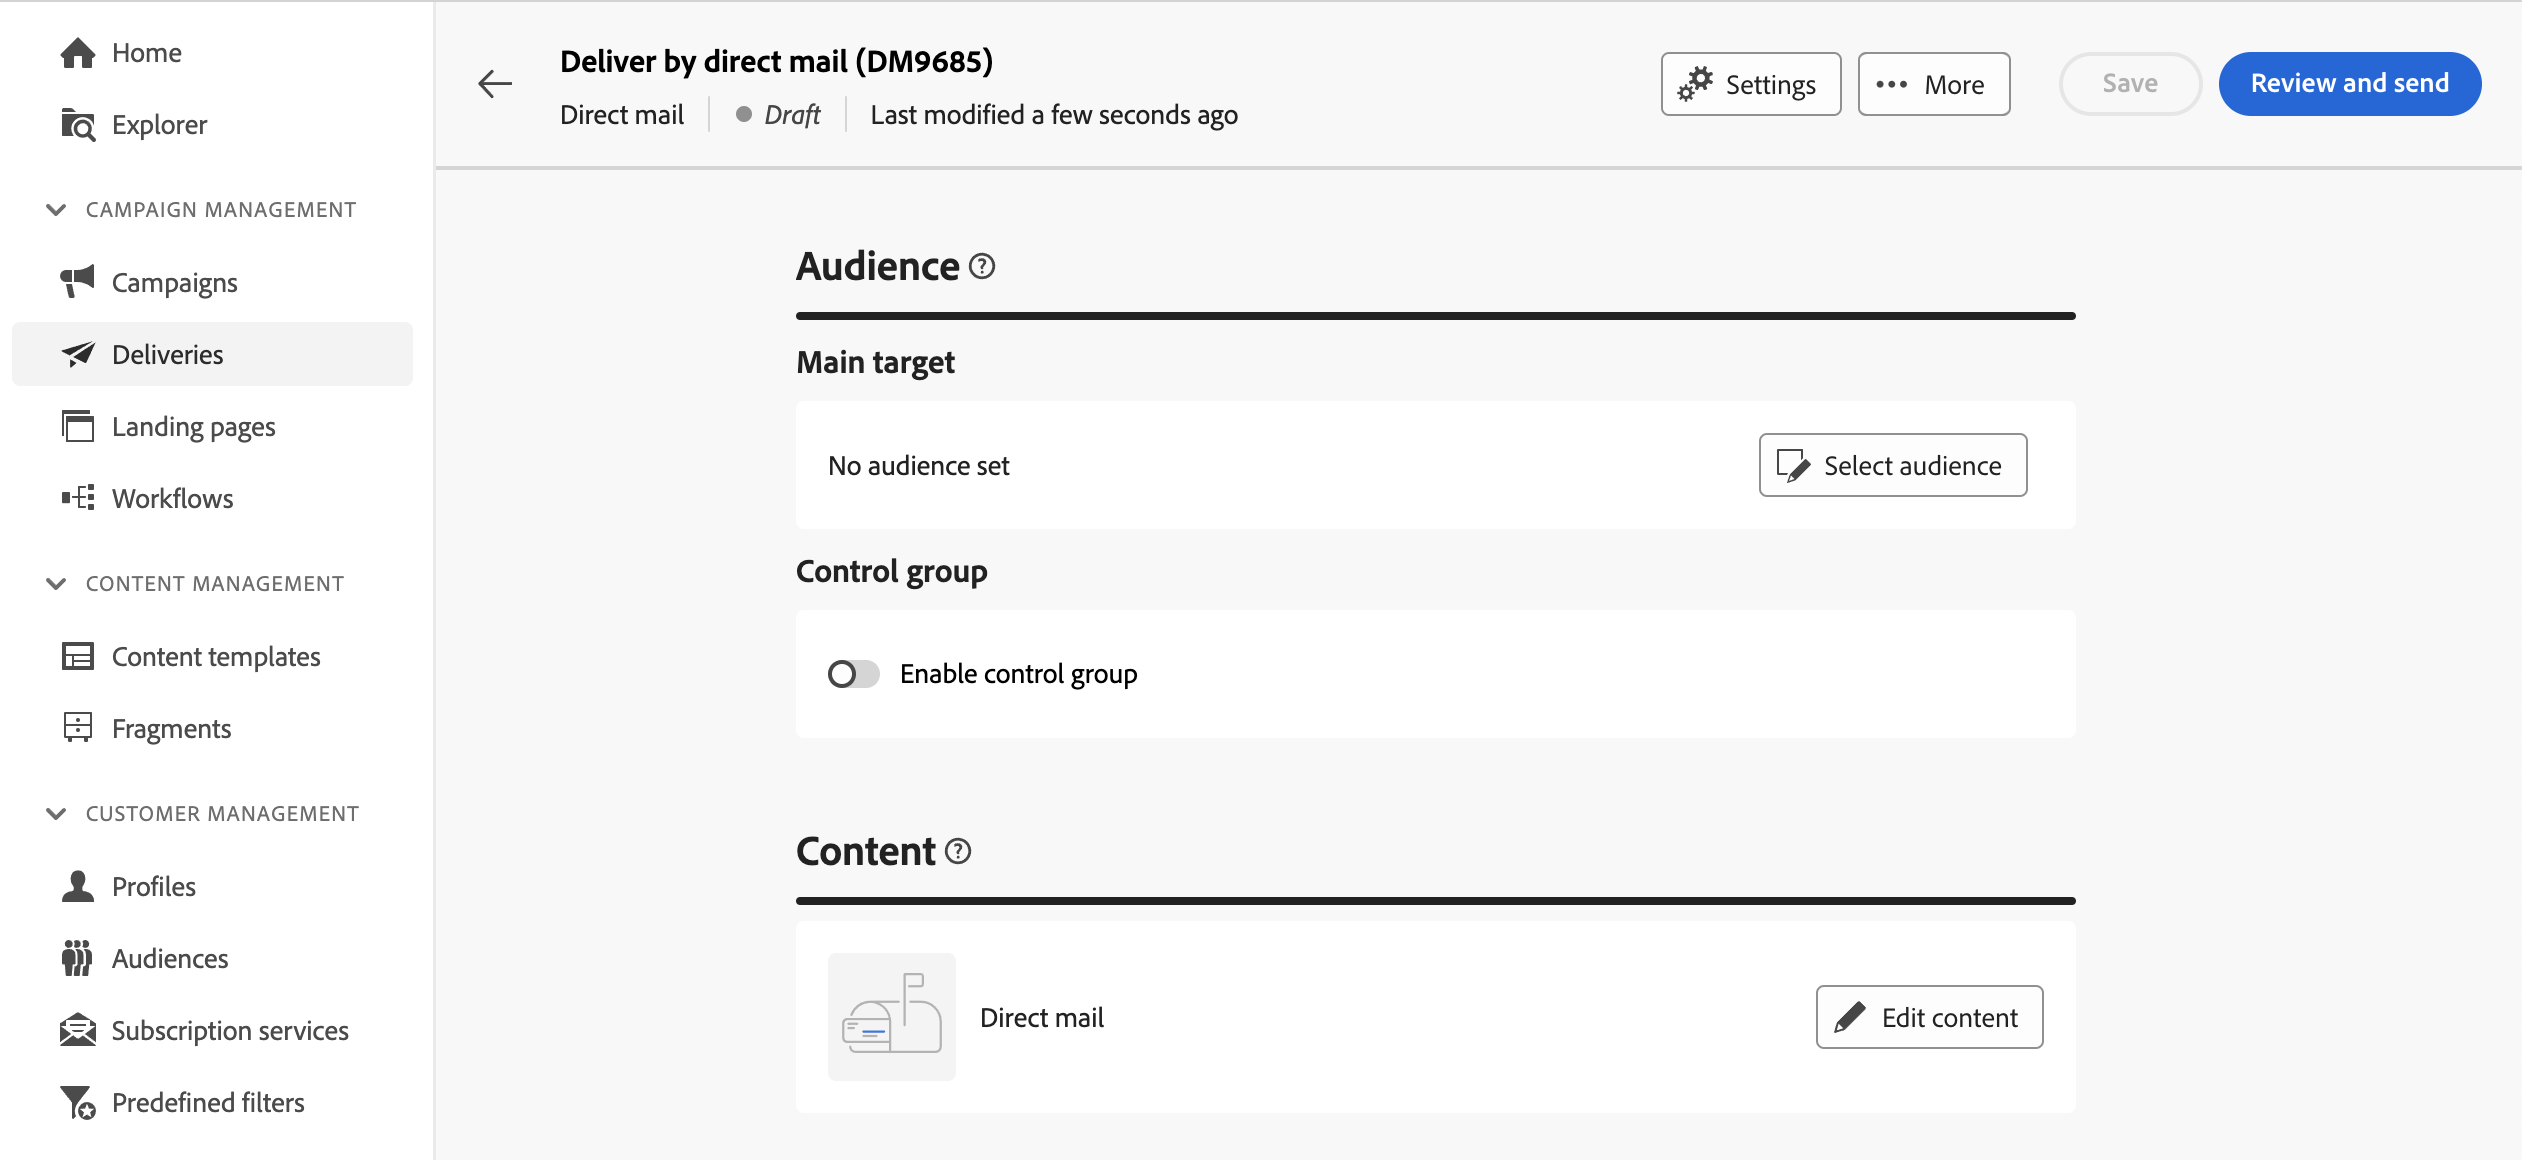 Home
Explorer
CAMPAIGN MANAGEMENT
Campaigns
Deliveries
Landing pages
Workflows
CONTENT MANAGEMENT
Content templates
Fragments
CUSTOMER MANAGEMENT
Profiles
Audiences
Subscription services
Predefined filters
Deliver by direct mail (DM9685)
Direct mail
Draft
Last modified a few seconds ago
Settings
More
Save
Review and send
Audience
Main target
No audience set
Select audience
Control group
Enable control group
Content
Direct mail
Edit content